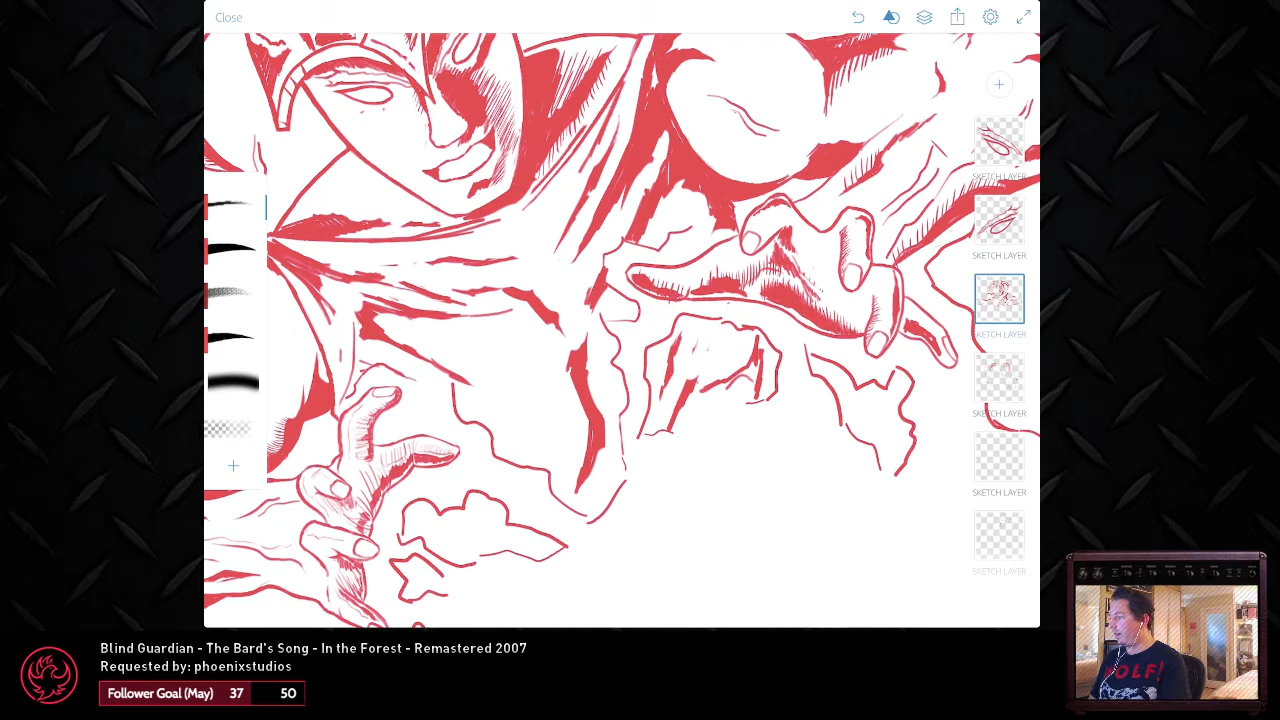 Close
SKETCH LAYER
SKETCH LAYER
SKETCH LAYER
SKETCH LAYER
SKETCH LAYER
SKETCH LAYER
Blind Guardian - The Bard's Song - In the Forest - Remastered 2007
Requested by: phoenixstudios
Follower Goal (May) 37 50